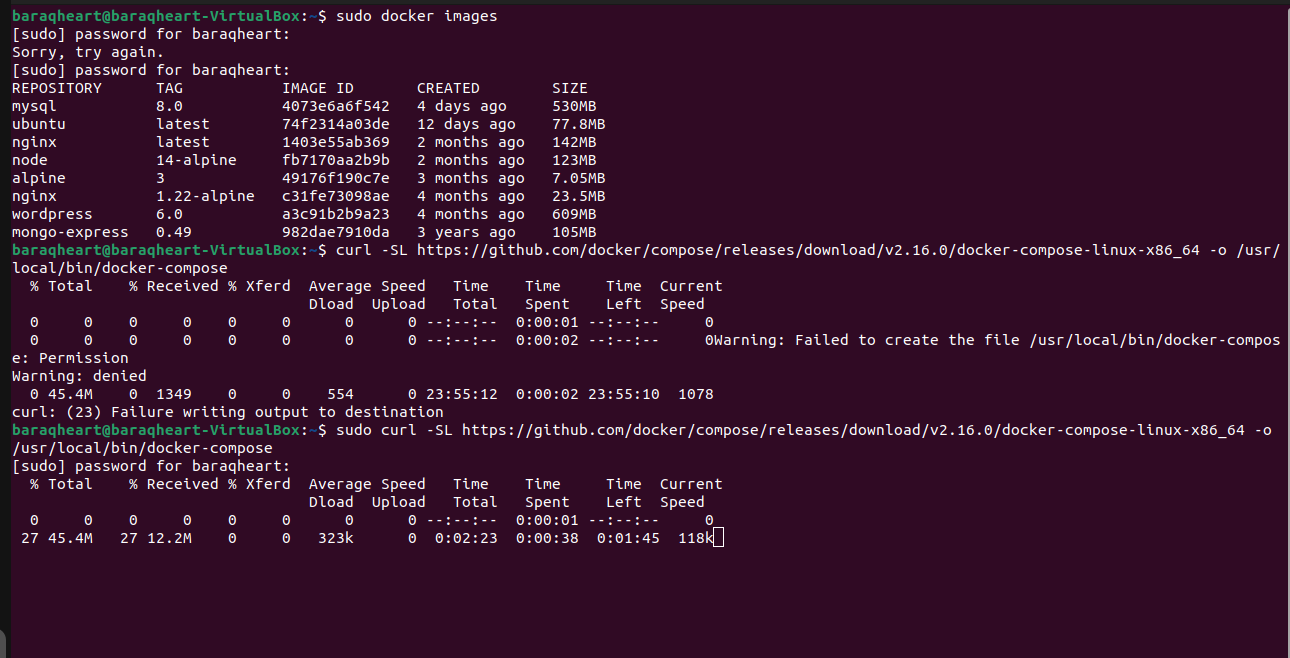 baraqheart@baraqheart-VirtualBox:~$ sudo docker images
[sudo] password for baraqheart:
Sorry, try again.
[sudo] password for baraqheart:
REPOSITORY      TAG           IMAGE ID       CREATED        SIZE
mysql           8.0           4073e6a6f542   4 days ago     530MB
ubuntu          latest        74f2314a03de   12 days ago    77.8MB
nginx           latest        1403e55ab369   2 months ago   142MB
node            14-alpine     fb7170aa2b9b   2 months ago   123MB
alpine          3             49176f190c7e   3 months ago   7.05MB
nginx           1.22-alpine   c31fe73098ae   4 months ago   23.5MB
wordpress       6.0           a3c91b2b9a23   4 months ago   609MB
mongo-express   0.49          982dae7910da   3 years ago    105MB
baraqheart@baraqheart-VirtualBox:~$ curl -SL https://github.com/docker/compose/releases/download/v2.16.0/docker-compose-linux-x86_64 -o /usr/
local/bin/docker-compose
  % Total    % Received % Xferd  Average Speed   Time    Time     Time  Current
                                 Dload  Upload   Total   Spent    Left  Speed
  0     0    0     0    0     0      0      0 --:--:--  0:00:01 --:--:--     0
  0     0    0     0    0     0      0      0 --:--:--  0:00:02 --:--:--     0Warning: Failed to create the file /usr/local/bin/docker-compos
e: Permission
Warning: denied
  0 45.4M    0  1349    0     0    554      0 23:55:12  0:00:02 23:55:10  1078
curl: (23) Failure writing output to destination
baraqheart@baraqheart-VirtualBox:~$ sudo curl -SL https://github.com/docker/compose/releases/download/v2.16.0/docker-compose-linux-x86_64 -o
/usr/local/bin/docker-compose
[sudo] password for baraqheart:
  % Total    % Received % Xferd  Average Speed   Time    Time     Time  Current
                                 Dload  Upload   Total   Spent    Left  Speed
  0     0    0     0    0     0      0      0 --:--:--  0:00:01 --:--:--     0
 27 45.4M   27 12.2M    0     0   323k      0  0:02:23  0:00:38  0:01:45  118k